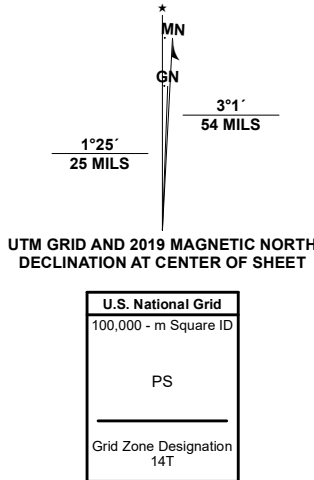 MN
GN
3°1´
54 MILS
1°25´
25 MILS
UTM GRID AND 2019 MAGNETIC NORTH
DECLINATION AT CENTER OF SHEET
U.S. National Grid
100,000 - m Square ID
PS
Grid Zone Designation
14T